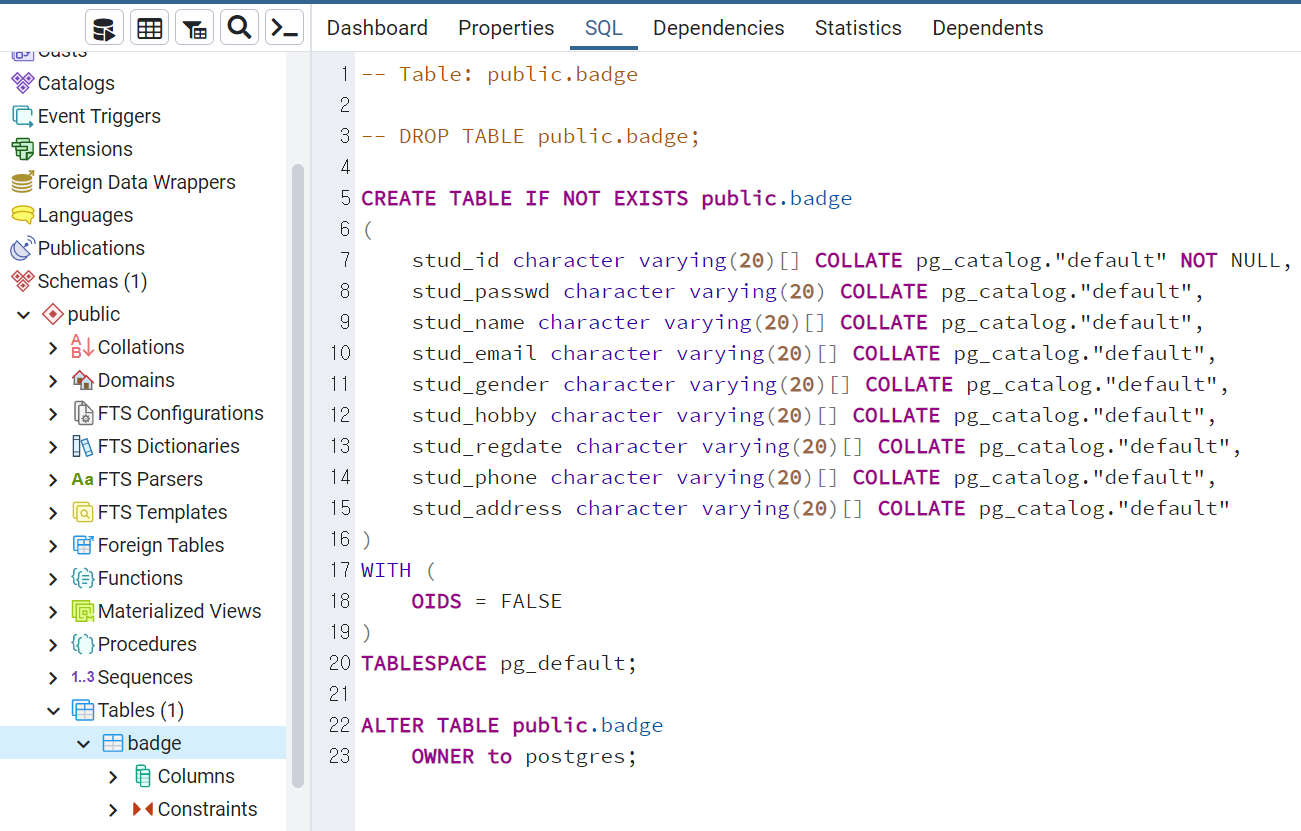 Dashboard Properties SQL Dependencies Statistics Dependents
Casts
Catalogs
Event Triggers
Extensions
Foreign Data Wrappers
Languages
Publications
Schemas (1)
public
Collations
Domains
FTS Configurations
FTS Dictionaries
Aa FTS Parsers
FTS Templates
Foreign Tables
Functions
Materialized Views
Procedures
1..3 Sequences
Tables (1)
badge
Columns
Constraints
1 -- Table: public.badge
2
3 -- DROP TABLE public.badge;
4
5 CREATE TABLE IF NOT EXISTS public.badge
6 (
7     stud_id character varying(20)[] COLLATE pg_catalog."default" NOT NULL,
8     stud_passwd character varying(20) COLLATE pg_catalog."default",
9     stud_name character varying(20)[] COLLATE pg_catalog."default",
10     stud_email character varying(20)[] COLLATE pg_catalog."default",
11     stud_gender character varying(20)[] COLLATE pg_catalog."default",
12     stud_hobby character varying(20)[] COLLATE pg_catalog."default",
13     stud_regdate character varying(20)[] COLLATE pg_catalog."default",
14     stud_phone character varying(20)[] COLLATE pg_catalog."default",
15     stud_address character varying(20)[] COLLATE pg_catalog."default"
16 )
17 WITH (
18     OIDS = FALSE
19 )
20 TABLESPACE pg_default;
21
22 ALTER TABLE public.badge
23     OWNER to postgres;